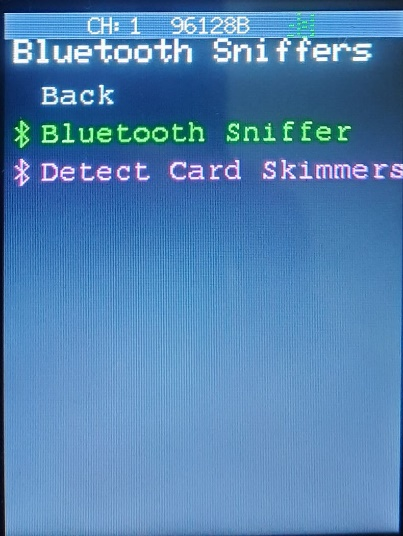 CH: 1 96128B
Bluetooth Sniffers
Back
Bluetooth Sniffer
Detect Card Skimmers